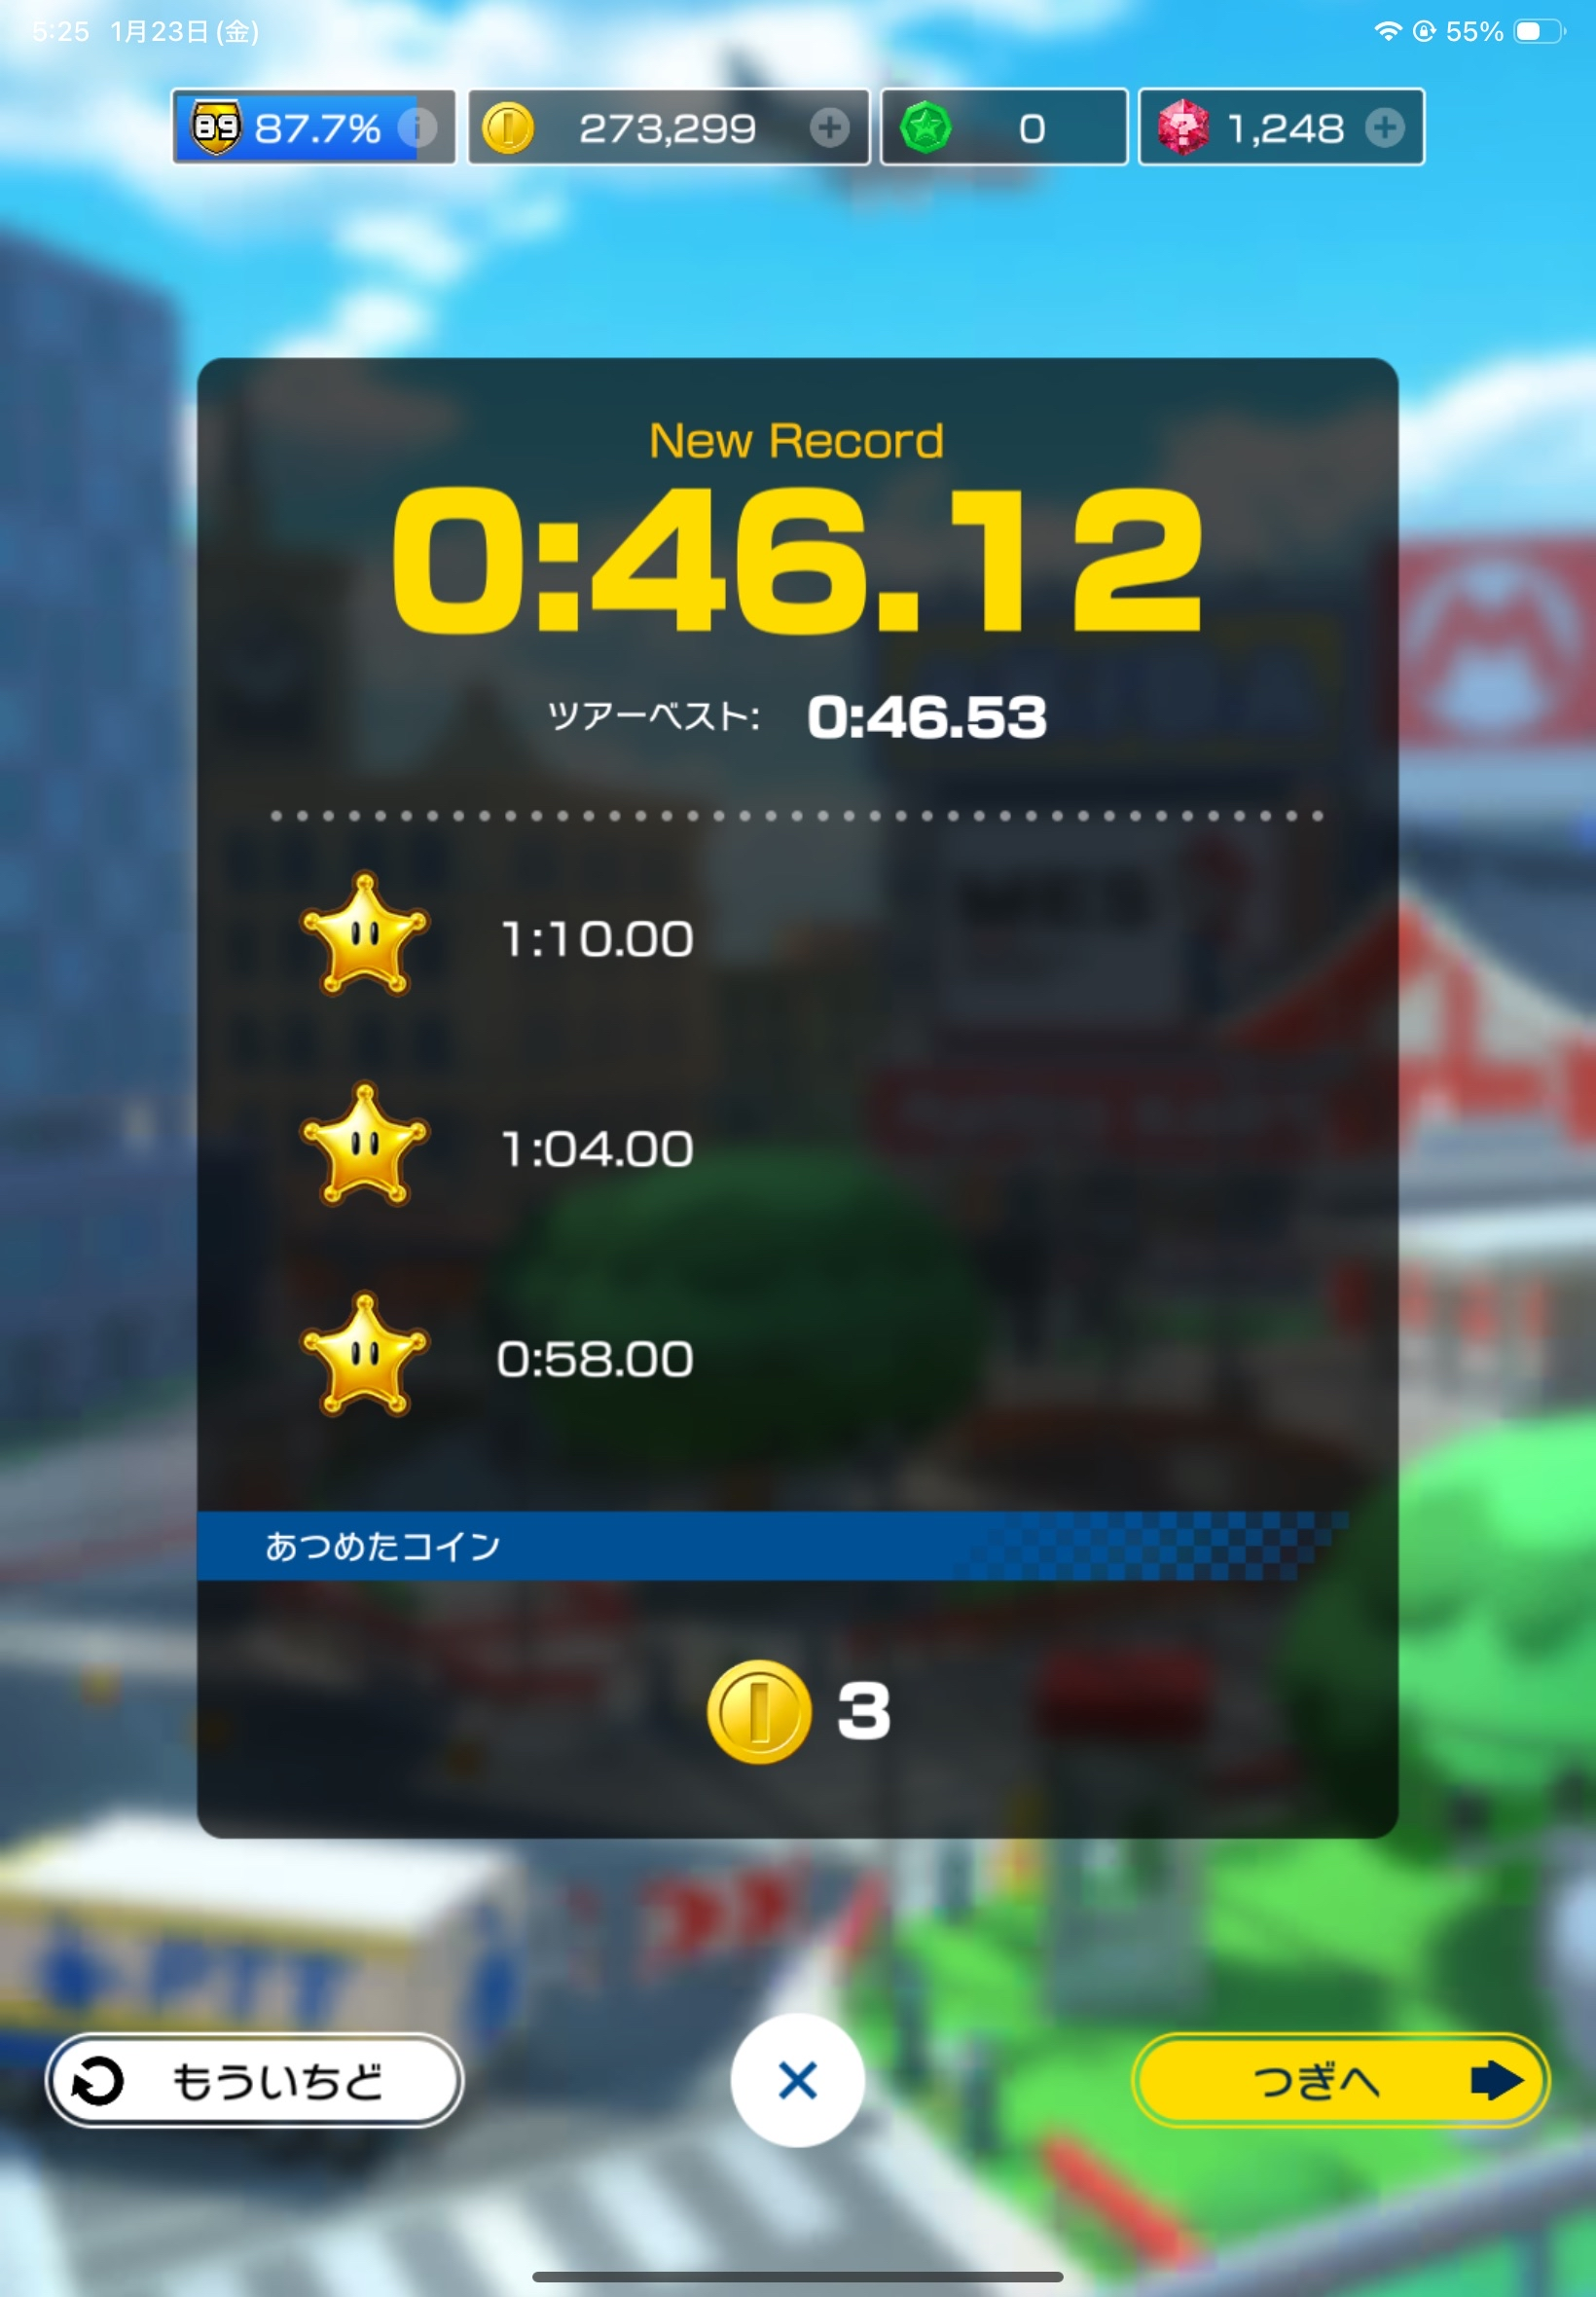 5:25 1月23日(金) 55%
89 87.7% 273,299 0 1,248
New Record
0:46.12
ツアーベスト: 0:46.53
1:10.00
1:04.00
0:58.00
あつめたコイン
3
PTT
もういちど × つぎへ